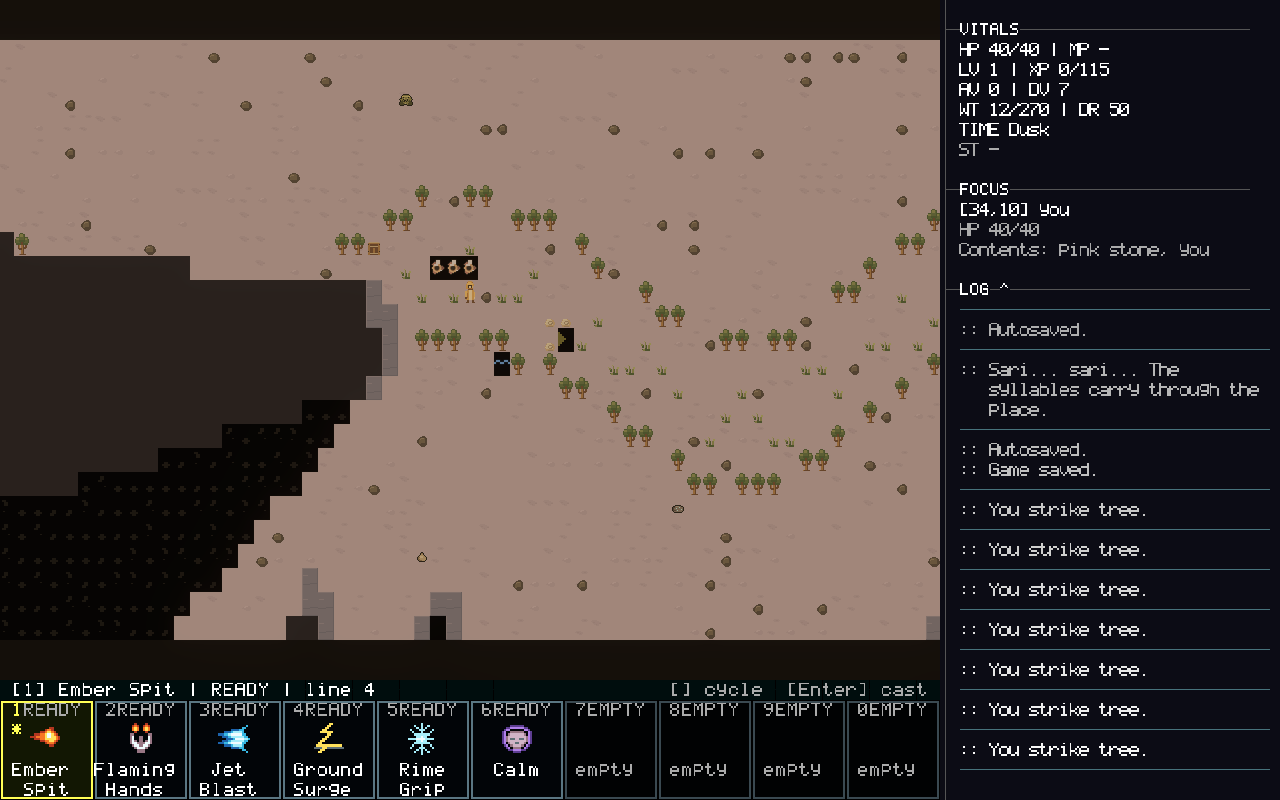 VITALS
HP 40/40 | MP -
LV 1 | XP 0/115
AV 0 | DV 7
WT 12/270 | DR 50
TIME Dusk
ST -
FOCUS
[34,10] You
HP 40/40
Contents: Pink stone, You
LOG ^
:: Autosaved.
:: Sari... sari... The
syllables carry through the
Place.
:: Autosaved.
:: Game saved.
:: You strike tree.
:: You strike tree.
:: You strike tree.
:: You strike tree.
:: You strike tree.
:: You strike tree.
:: You strike tree.
[1] Ember Spit | READY | line 4
[] cycle [Enter] cast
1READY 2READY 3READY 4READY 5READY 6READY 7EMPTY 8EMPTY 9EMPTY 0EMPTY
*
Ember Flaming Jet Ground Rime Calm empty empty empty empty
Spit Hands Blast Surge Grip